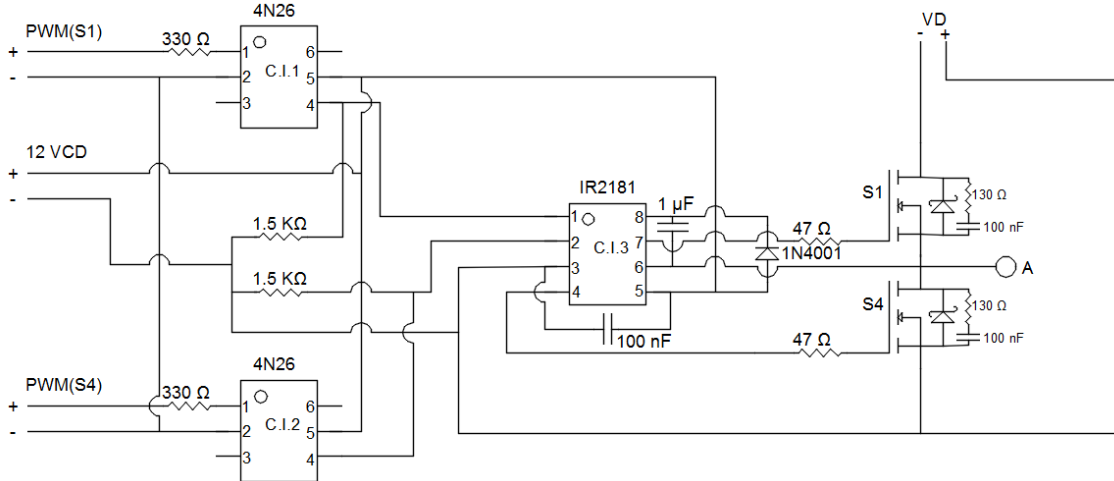 4N26
PWM(S1)
330 Ω
+
-
C.I.1
1
2
3
6
5
4
12 VCD
+
-
1.5 KΩ
1.5 KΩ
4N26
PWM(S4)
330 Ω
+
-
C.I.2
1
2
3
6
5
4
IR2181
C.I.3
1
2
3
4
8
7
6
5
1 µF
47 Ω
1N4001
100 nF
47 Ω
VD
- +
S1
130 Ω
100 nF
A
S4
130 Ω
100 nF